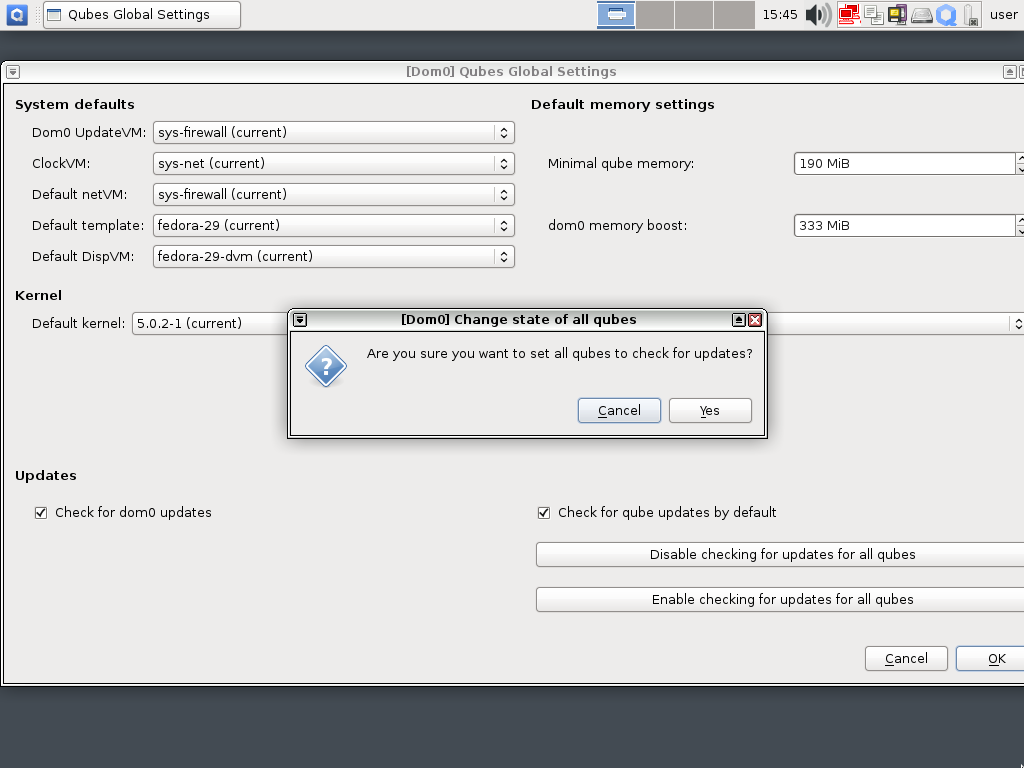 Qubes Global Settings
15:45
user
[Dom0] Qubes Global Settings
System defaults
Dom0 UpdateVM: sys-firewall (current)
ClockVM: sys-net (current)
Default netVM: sys-firewall (current)
Default template: fedora-29 (current)
Default DispVM: fedora-29-dvm (current)
Default memory settings
Minimal qube memory: 190 MiB
dom0 memory boost: 333 MiB
Kernel
Default kernel: 5.0.2-1 (current)
[Dom0] Change state of all qubes
Are you sure you want to set all qubes to check for updates?
Cancel Yes
Updates
Check for dom0 updates
Check for qube updates by default
Disable checking for updates for all qubes
Enable checking for updates for all qubes
Cancel OK